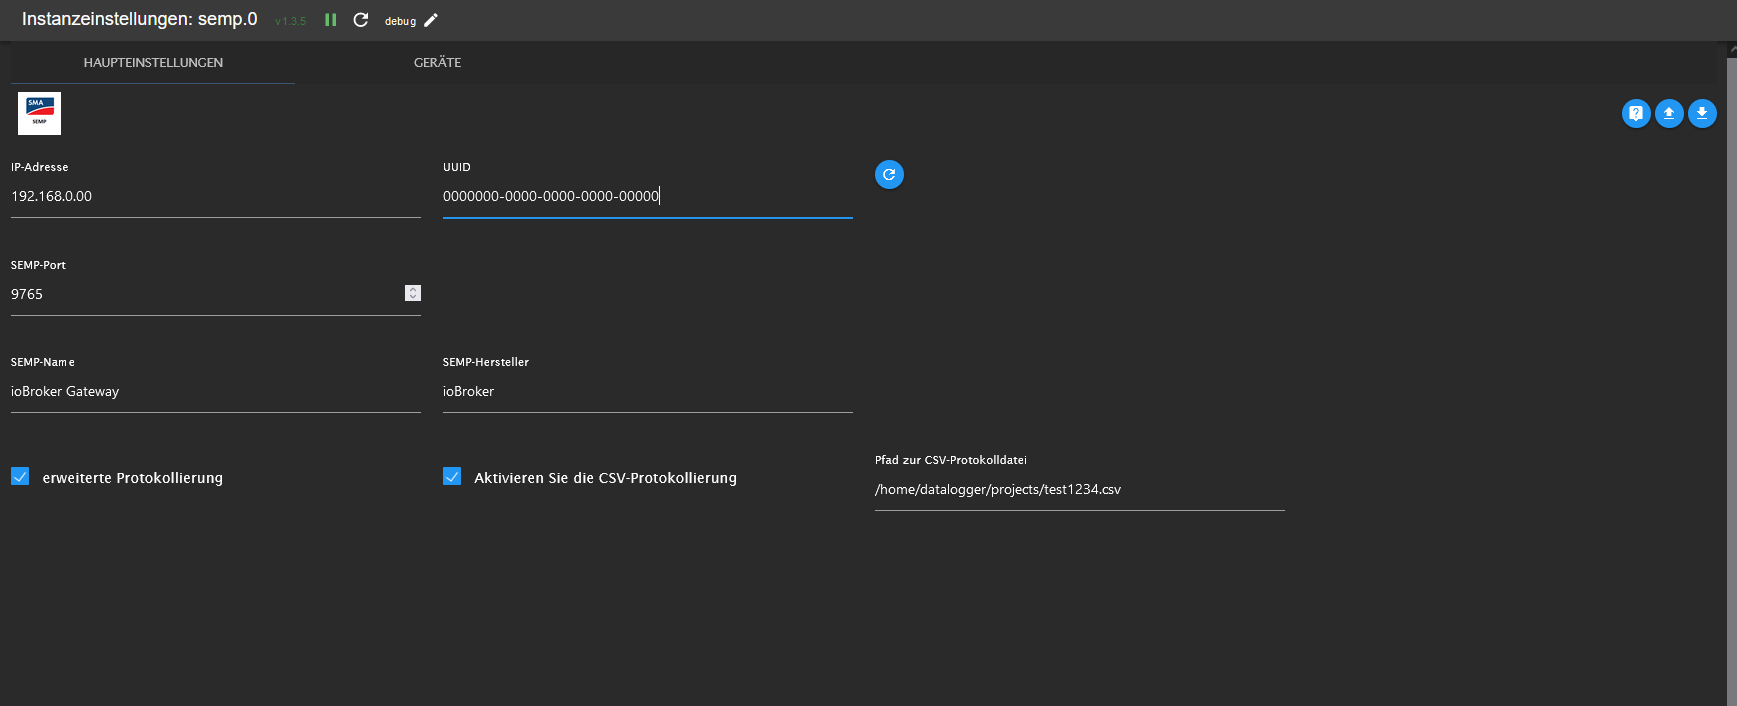 Instanzeinstellungen: semp.0 v1.3.5 debug
HAUPTEINSTELLUNGEN GERÄTE
SMA
SEMP
IP-Adresse UUID
192.168.0.00 0000000-0000-0000-0000-00000
SEMP-Port
9765
SEMP-Name SEMP-Hersteller
ioBroker Gateway ioBroker
Pfad zur CSV-Protokolldatei
erweiterte Protokollierung Aktivieren Sie die CSV-Protokollierung
/home/datalogger/projects/test1234.csv